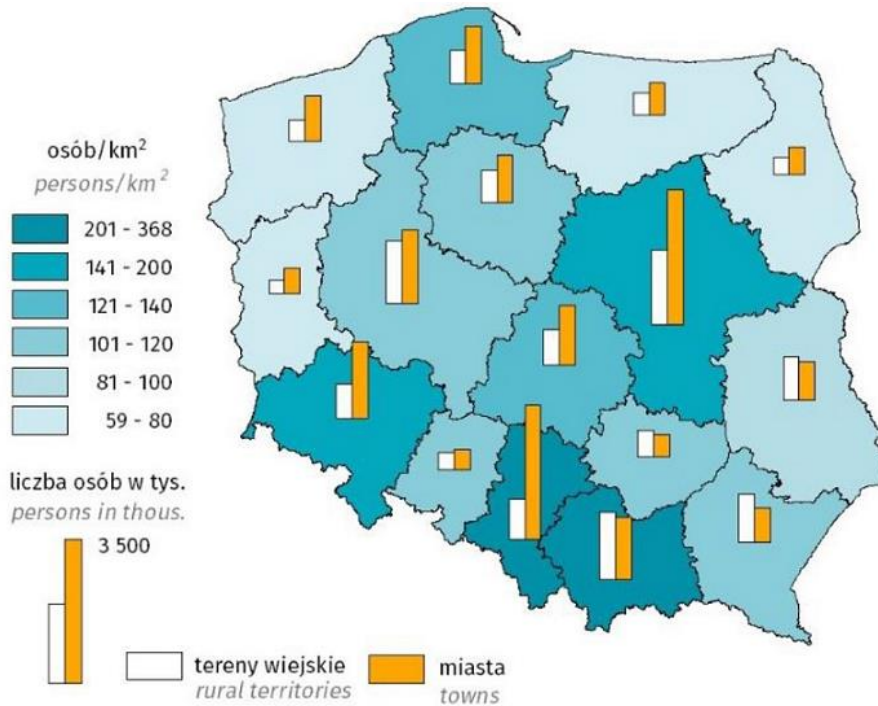 osób/km²
persons/km²
201 - 368
141 - 200
121 - 140
101 - 120
81 - 100
59 - 80
liczba osób w tys.
persons in thous.
3 500
tereny wiejskie
rural territories
miasta
towns